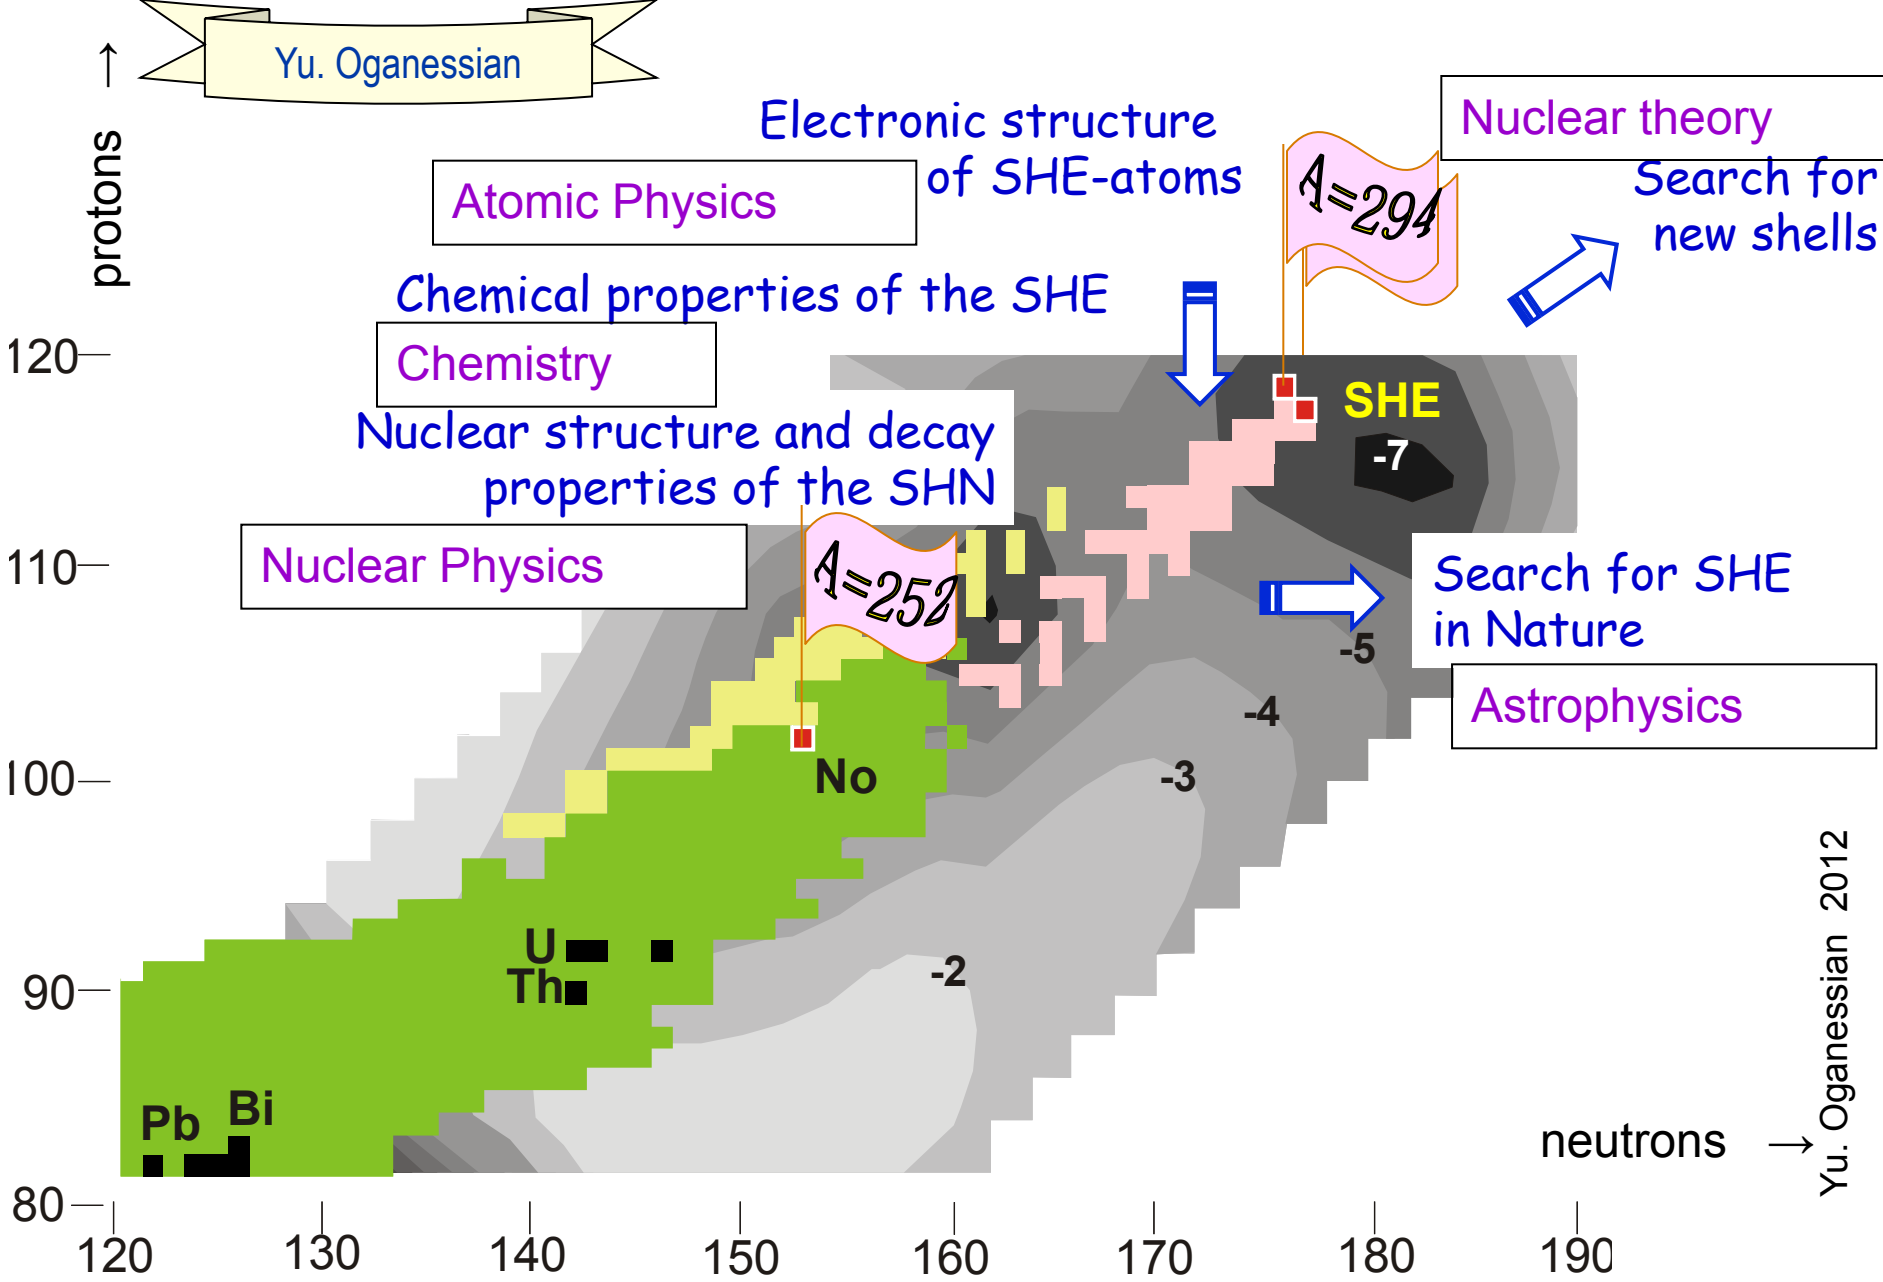 Yu. Oganessian
protons →
Electronic structure
of SHE-atoms
Nuclear theory
Atomic Physics
A=294
Search for
new shells
Chemical properties of the SHE
120
Chemistry
SHE
-7
Nuclear structure and decay
properties of the SHN
110
Nuclear Physics
A=252
Search for SHE
in Nature
-5
-4
Astrophysics
100
No
-3
U
Th
-2
90
Pb
Bi
neutrons →
Yu. Oganessian 2012
80
120 130 140 150 160 170 180 190